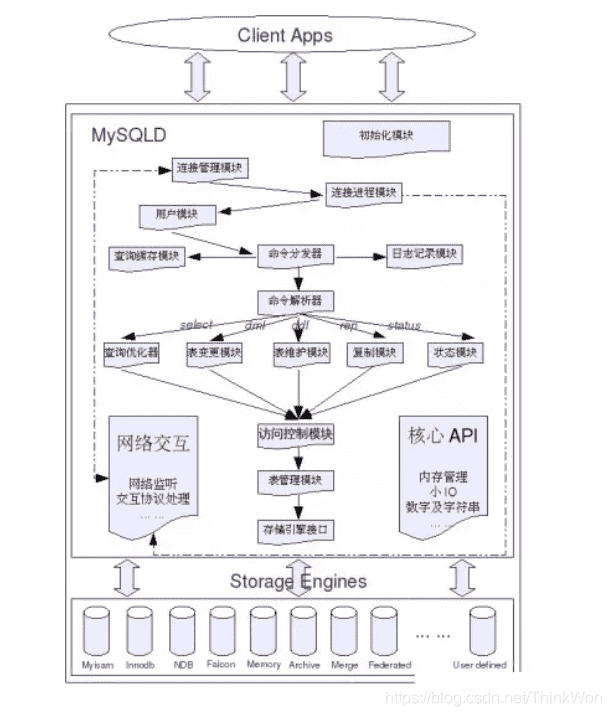 Client Apps
MySQLD
初始化模块
连接管理模块
连接进程模块
用户模块
查询缓存模块
命令分发器
日志记录模块
命令解析器
select
dml
ddl
rep
status
查询优化器
表变更模块
表维护模块
复制模块
状态模块
网络交互
网络监听
交互协议处理
... ...
访问控制模块
表管理模块
存储引擎接口
核心 API
内存管理
小 IO
数字及字符串
... ...
Storage Engines
Myisam
Innodb
NDB
Falcon
Memory
Archive
Merge
Federated
... ...
User defined
https://blog.csdn.net/ThinkWon